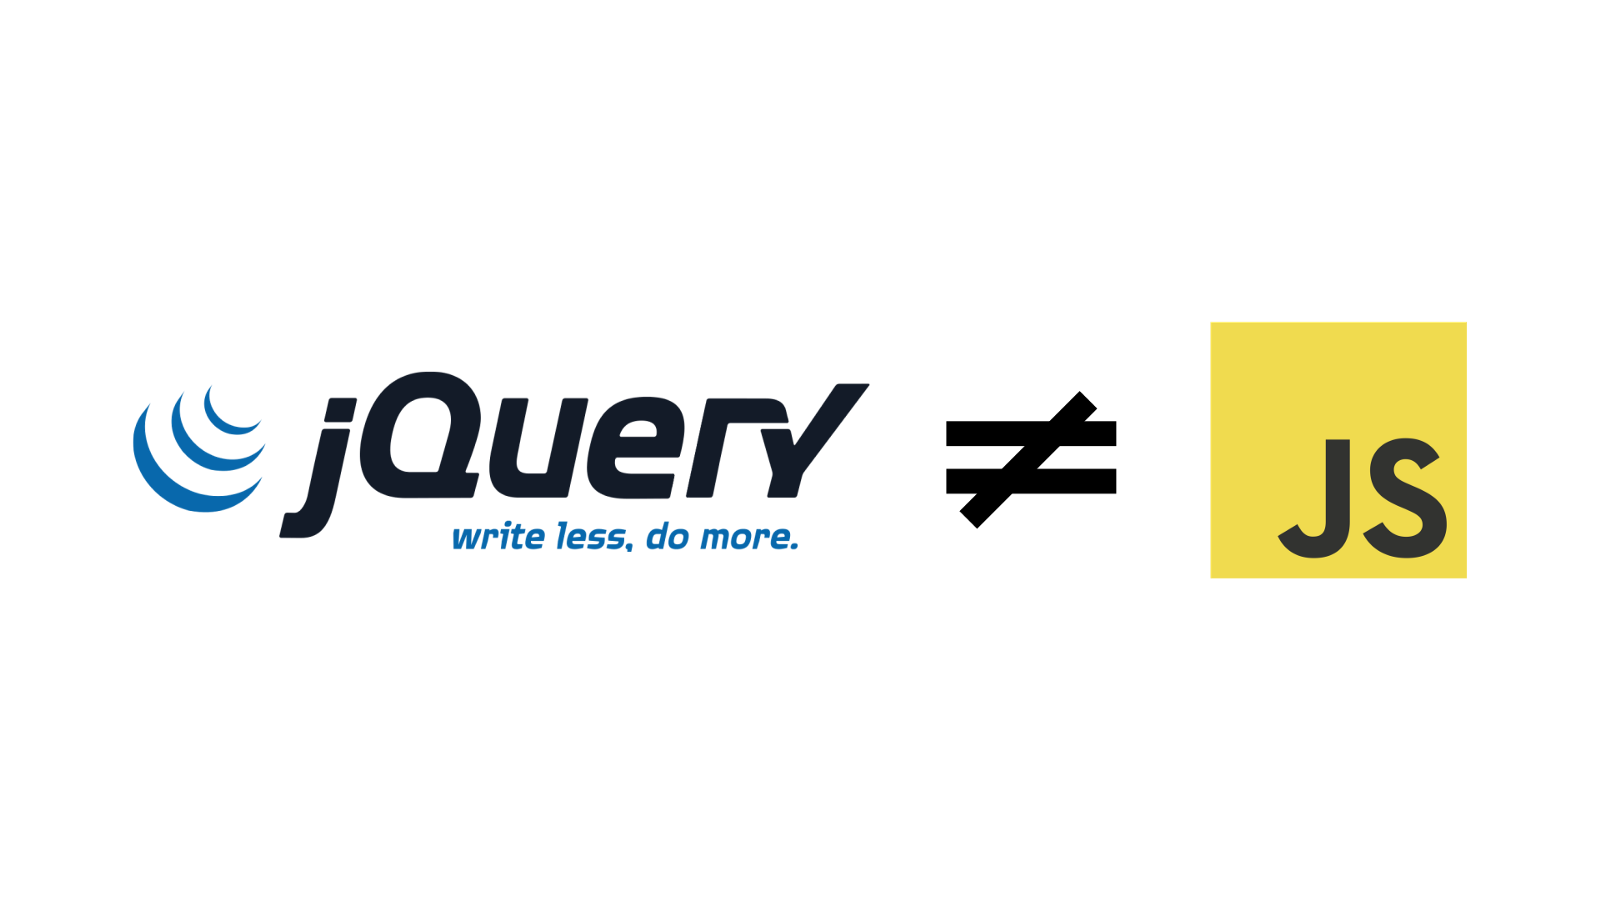 jQuery
write less, do more.
≠
JS